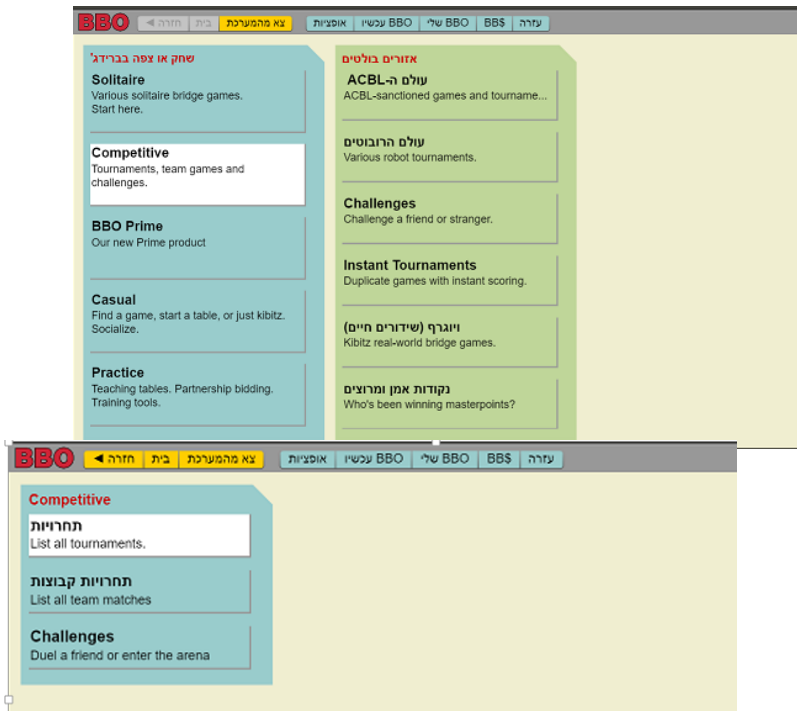 BBO ◄ חזרה בית צא מהמערכת אופציות BBO עכשיו BBO שלי BB$ עזרה
שחק או צפה בברידג'
Solitaire
Various solitaire bridge games.
Start here.
Competitive
Tournaments, team games and
challenges.
BBO Prime
Our new Prime product
Casual
Find a game, start a table, or just kibitz.
Socialize.
Practice
Teaching tables. Partnership bidding.
Training tools.
אזורים בולטים
עולם ה-ACBL
ACBL-sanctioned games and tourname...
עולם הרובוטים
Various robot tournaments.
Challenges
Challenge a friend or stranger.
Instant Tournaments
Duplicate games with instant scoring.
ויוגרף (שידורים חיים)
Kibitz real-world bridge games.
נקודות אמן ומרוצים
Who's been winning masterpoints?
BBO ◄ חזרה בית צא מהמערכת אופציות BBO עכשיו BBO שלי BB$ עזרה
Competitive
תחרויות
List all tournaments.
תחרויות קבוצות
List all team matches
Challenges
Duel a friend or enter the arena